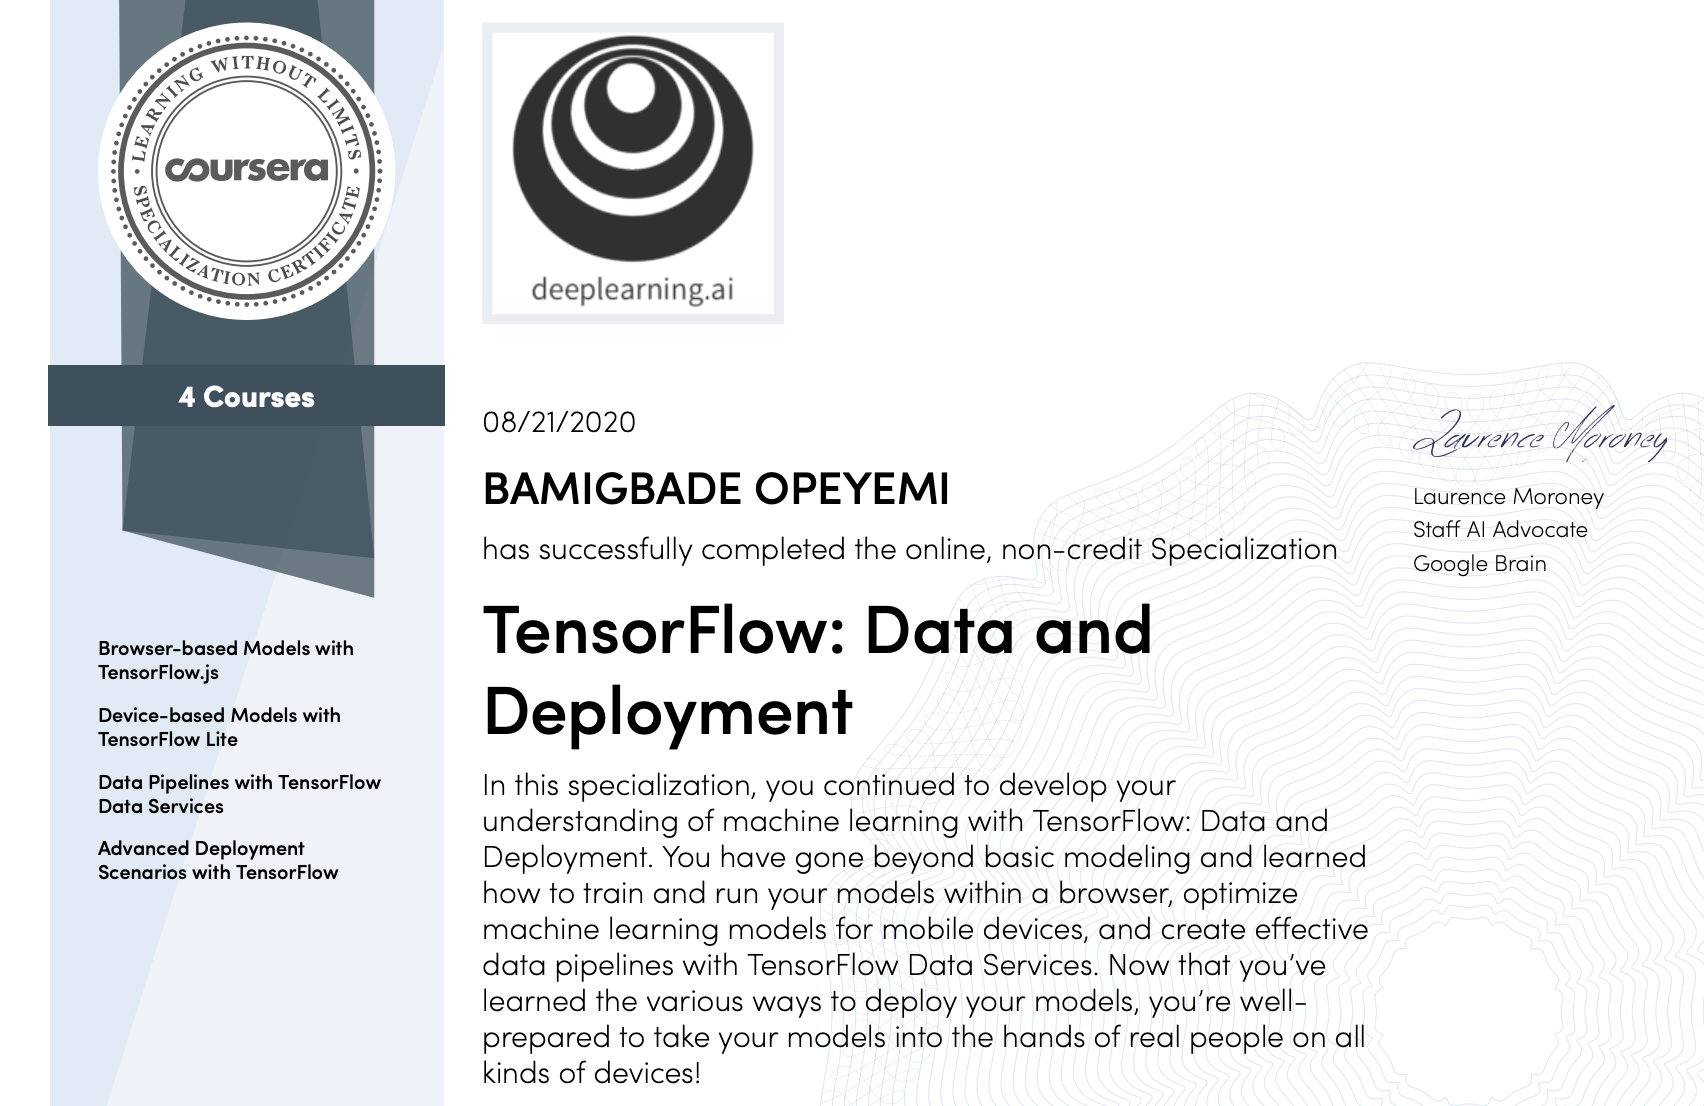 LEARNING WITHOUT LIMITS
coursera
SPECIALIZATION CERTIFICATE
4 Courses
Browser-based Models with
TensorFlow.js
Device-based Models with
TensorFlow Lite
Data Pipelines with TensorFlow
Data Services
Advanced Deployment
Scenarios with TensorFlow
deeplearning.ai
08/21/2020
BAMIGBADE OPEYEMI
has successfully completed the online, non-credit Specialization
TensorFlow: Data and
Deployment
In this specialization, you continued to develop your
understanding of machine learning with TensorFlow: Data and
Deployment. You have gone beyond basic modeling and learned
how to train and run your models within a browser, optimize
machine learning models for mobile devices, and create effective
data pipelines with TensorFlow Data Services. Now that you’ve
learned the various ways to deploy your models, you’re well-
prepared to take your models into the hands of real people on all
kinds of devices!
Laurence Moroney
Laurence Moroney
Staff AI Advocate
Google Brain